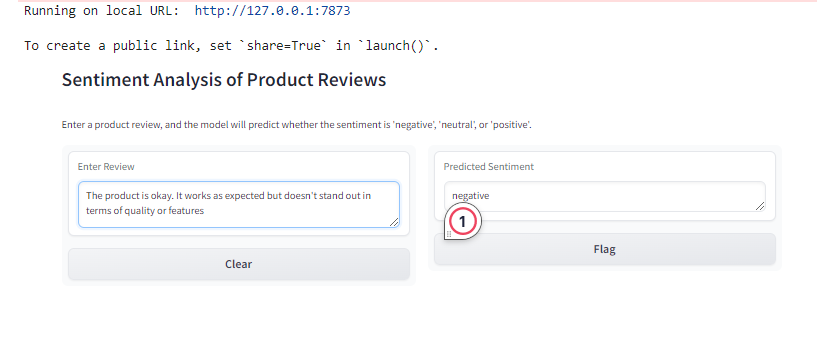 Running on local URL:  http://127.0.0.1:7873
To create a public link, set `share=True` in `launch()`.
Sentiment Analysis of Product Reviews
Enter a product review, and the model will predict whether the sentiment is 'negative', 'neutral', or 'positive'.
Enter Review
The product is okay. It works as expected but doesn't stand out in
terms of quality or features
Clear
Predicted Sentiment
negative
1
Flag